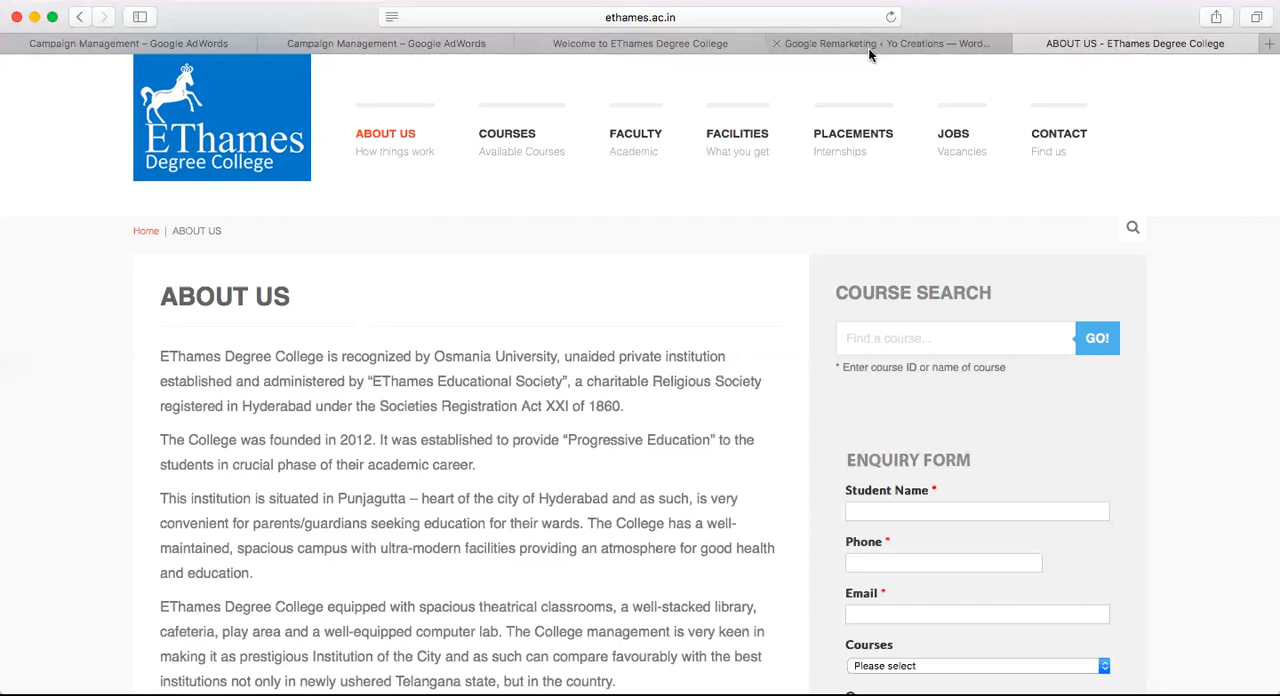 ethames.ac.in
Campaign Management – Google AdWords
Campaign Management – Google AdWords
Welcome to EThames Degree College
Google Remarketing ‹ Yo Creations — Word...
ABOUT US - EThames Degree College
EThames
Degree College
ABOUT US
How things work
COURSES
Available Courses
FACULTY
Academic
FACILITIES
What you get
PLACEMENTS
Internships
JOBS
Vacancies
CONTACT
Find us
Home | ABOUT US
ABOUT US
EThames Degree College is recognized by Osmania University, unaided private institution
established and administered by “EThames Educational Society”, a charitable Religious Society
registered in Hyderabad under the Societies Registration Act XXI of 1860.
The College was founded in 2012. It was established to provide “Progressive Education” to the
students in crucial phase of their academic career.
This institution is situated in Punjagutta – heart of the city of Hyderabad and as such, is very
convenient for parents/guardians seeking education for their wards. The College has a well-
maintained, spacious campus with ultra-modern facilities providing an atmosphere for good health
and education.
EThames Degree College equipped with spacious theatrical classrooms, a well-stacked library,
cafeteria, play area and a well-equipped computer lab. The College management is very keen in
making it as prestigious Institution of the City and as such can compare favourably with the best
institutions not only in newly ushered Telangana state, but in the country.
COURSE SEARCH
Find a course...
GO!
* Enter course ID or name of course
ENQUIRY FORM
Student Name *
Phone *
Email *
Courses
Please select